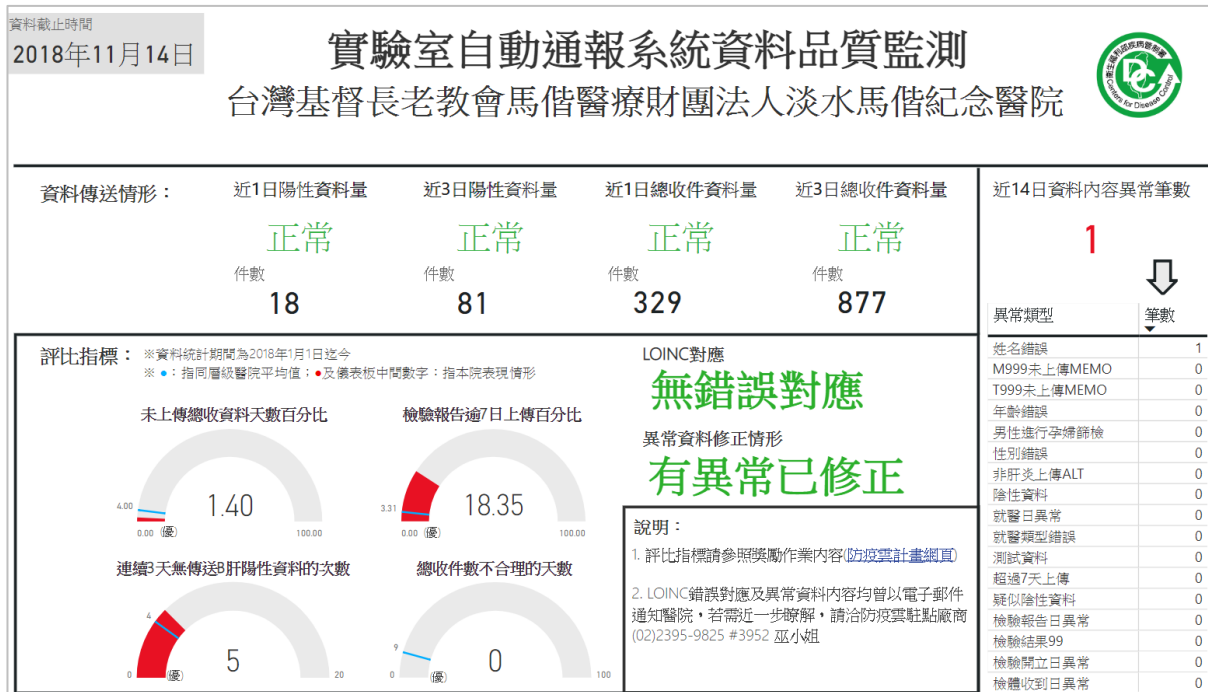 資料截止時間
2018年11月14日
實驗室自動通報系統資料品質監測
台灣基督長老教會馬偕醫療財團法人淡水馬偕紀念醫院
衛生福利部疾病管制署
Centers for Disease Control
資料傳送情形：
近1日陽性資料量
正常
件數
18
近3日陽性資料量
正常
件數
81
近1日總收件資料量
正常
件數
329
近3日總收件資料量
正常
件數
877
近14日資料內容異常筆數
1
異常類型 筆數
姓名錯誤 1
M999未上傳MEMO 0
T999未上傳MEMO 0
年齡錯誤 0
男性進行孕婦篩檢 0
性別錯誤 0
非肝炎上傳ALT 0
陰性資料 0
就醫日異常 0
就醫類型錯誤 0
測試資料 0
超過7天上傳 0
疑似陰性資料 0
檢驗報告日異常 0
檢驗結果99 0
檢驗開立日異常 0
檢體收到日異常 0
評比指標：
※資料統計期間為2018年1月1日迄今
※ ●：指同層級醫院平均值；●及儀表板中間數字：指本院表現情形
未上傳總收資料天數百分比
4.00
1.40
0.00 (優) 100.00
檢驗報告逾7日上傳百分比
3.31
18.35
0.00 (優) 100.00
連續3天無傳送B肝陽性資料的次數
4
5
0 (優) 20
總收件數不合理的天數
9
0
0 (優) 100
LOINC對應
無錯誤對應
異常資料修正情形
有異常已修正
說明：
1. 評比指標請參照獎勵作業內容(防疫雲計畫網頁)
2. LOINC錯誤對應及異常資料內容均曾以電子郵件
通知醫院，若需近一步瞭解，請洽防疫雲駐點廠商
(02)2395-9825 #3952 巫小姐